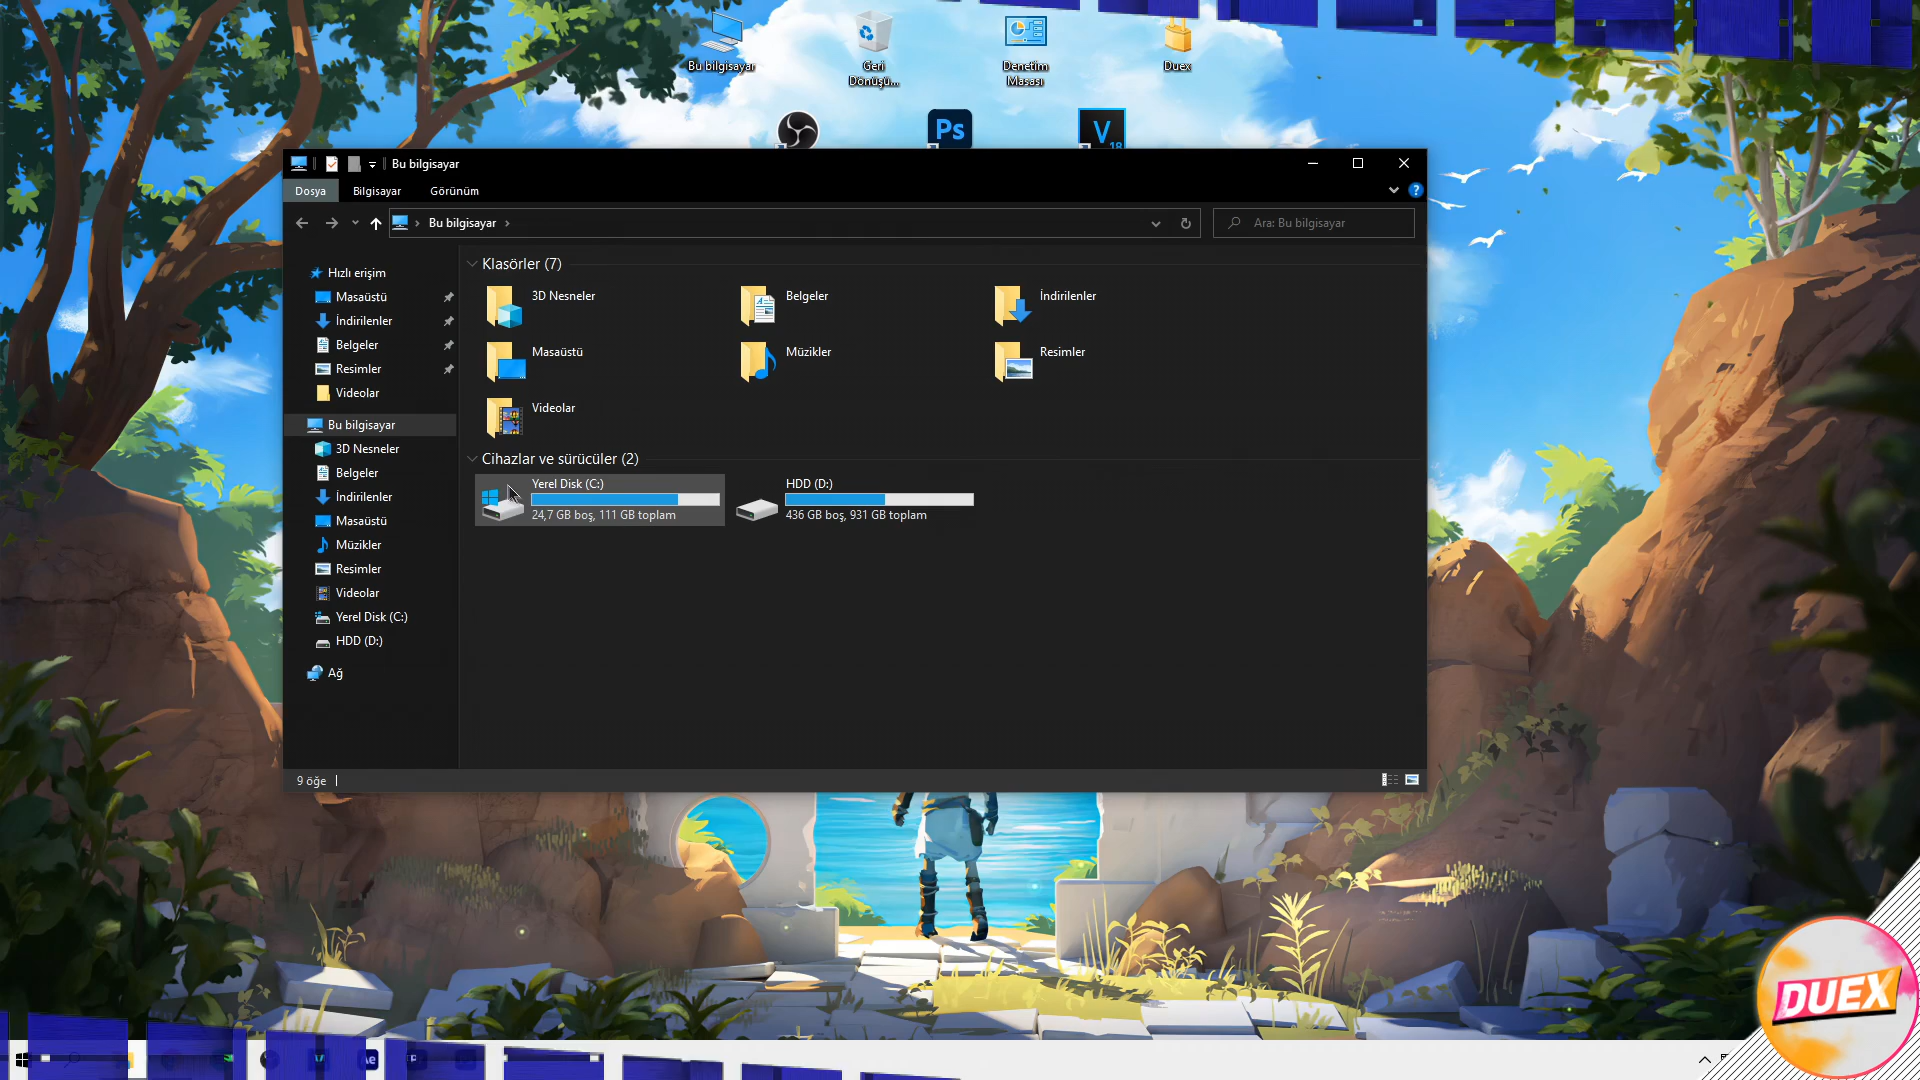 Bu bilgisayar
Geri
Dönüşü...
Denetim
Masası
Duex
Ps
V
18
Bu bilgisayar
Dosya
Bilgisayar
Görünüm
Bu bilgisayar
Ara: Bu bilgisayar
Hızlı erişim
Masaüstü
İndirilenler
Belgeler
Resimler
Videolar
Bu bilgisayar
3D Nesneler
Belgeler
İndirilenler
Masaüstü
Müzikler
Resimler
Videolar
Yerel Disk (C:)
HDD (D:)
Ağ
Klasörler (7)
3D Nesneler
Belgeler
İndirilenler
Masaüstü
Müzikler
Resimler
Videolar
Cihazlar ve sürücüler (2)
Yerel Disk (C:)
24,7 GB boş, 111 GB toplam
HDD (D:)
436 GB boş, 931 GB toplam
9 öğe
DUEX